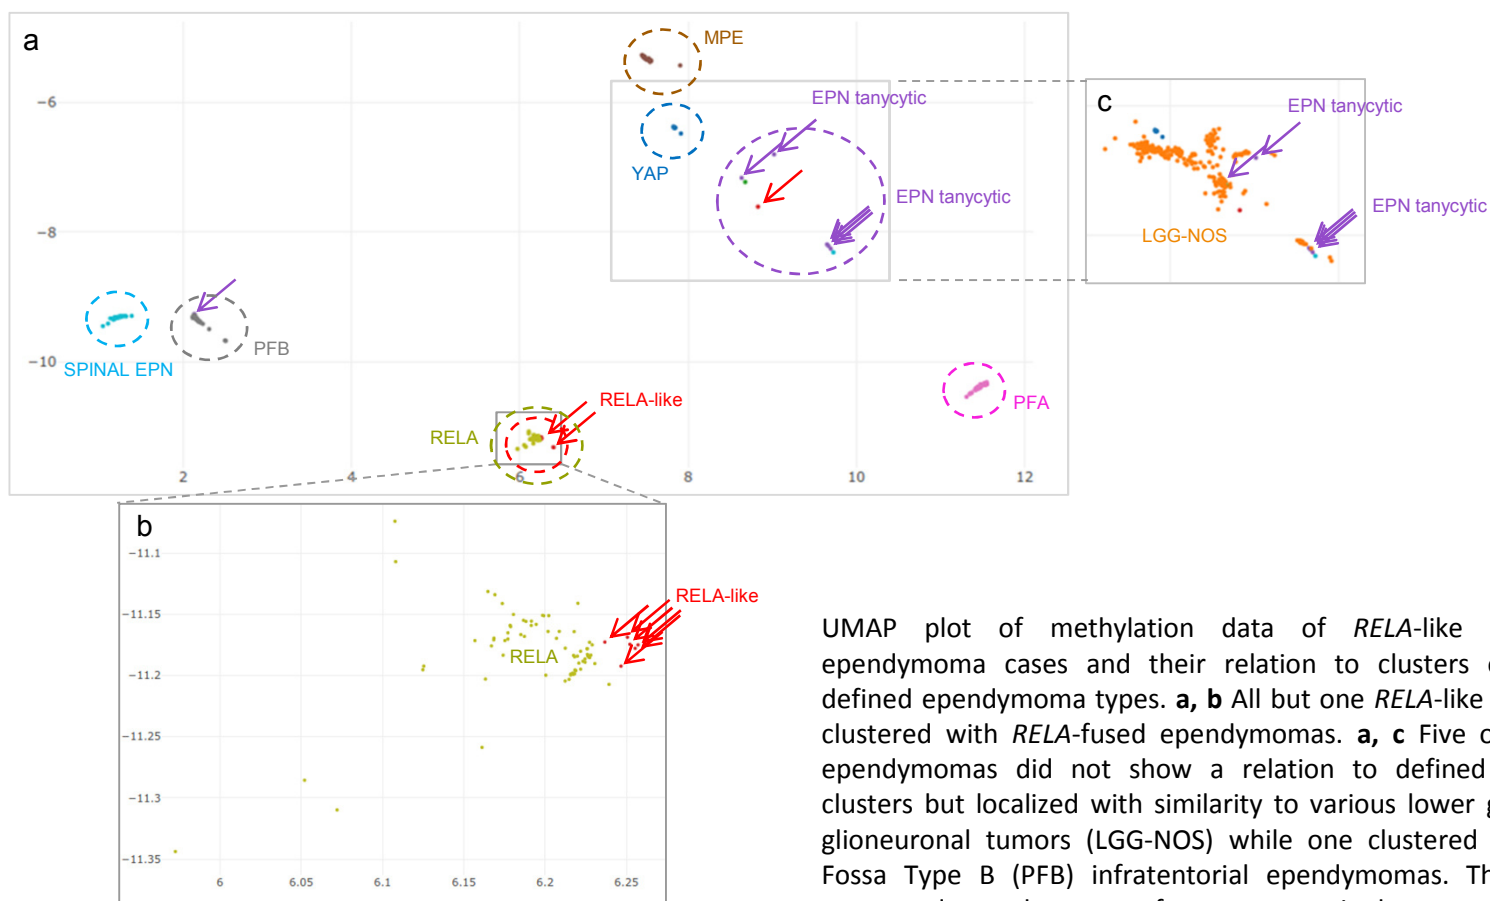 a
MPE
−6
EPN tanycytic
YAP
EPN tanycytic
−8
c
EPN tanycytic
EPN tanycytic
LGG-NOS
PFB
SPINAL EPN
−10
RELA-like
RELA
PFA
2
4
6
8
10
12
b
−11.1
RELA-like
−11.15
RELA
−11.2
−11.25
−11.3
−11.35
6
6.05
6.1
6.15
6.2
6.25
UMAP plot of methylation data of RELA-like
ependymoma cases and their relation to clusters
defined ependymoma types. a, b All but one RELA-like
clustered with RELA-fused ependymomas. a, c Five
ependymomas did not show a relation to defined
clusters but localized with similarity to various lower
glioneuronal tumors (LGG-NOS) while one clustered
Fossa Type B (PFB) infratentorial ependymomas.